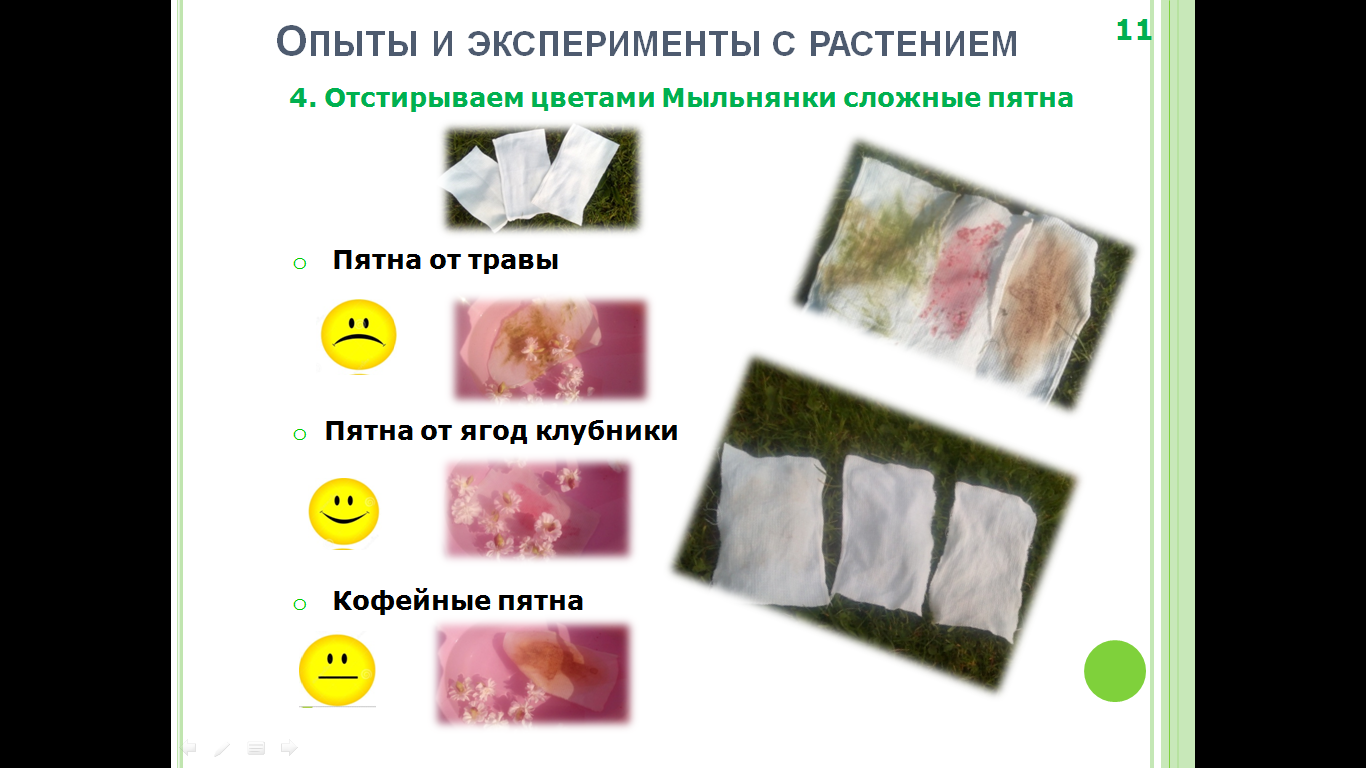 11
ОПЫТЫ И ЭКСПЕРИМЕНТЫ С РАСТЕНИЕМ
4. Отстирываем цветами Мыльнянки сложные пятна
Пятна от травы
Пятна от ягод клубники
Кофейные пятна